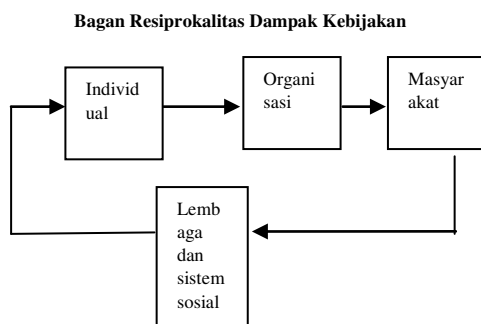 Bagan Resiprokalitas Dampak Kebijakan
Individ
ual
Organi
sasi
Masyar
akat
Lemb
aga
dan
sistem
sosial